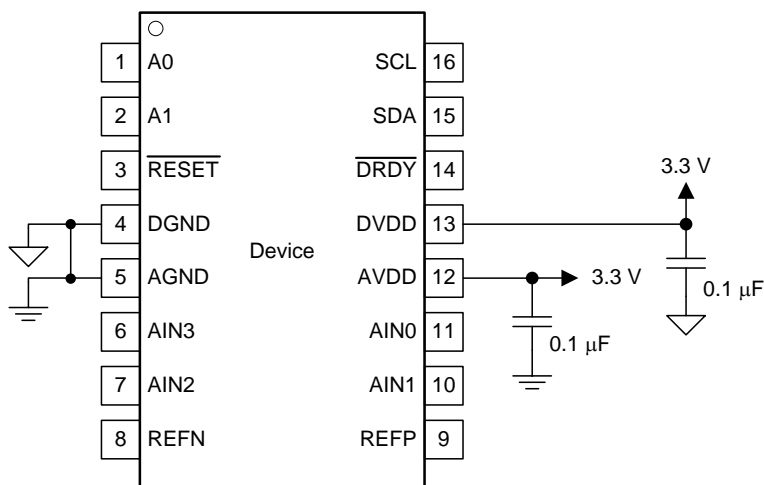 1 A0 SCL 16
2 A1 SDA 15
3 RESET DRDY 14
3.3 V
4 DGND DVDD 13
Device
5 AGND AVDD 12 3.3 V
0.1 μF
6 AIN3 AIN0 11
0.1 μF
7 AIN2 AIN1 10
8 REFN REFP 9